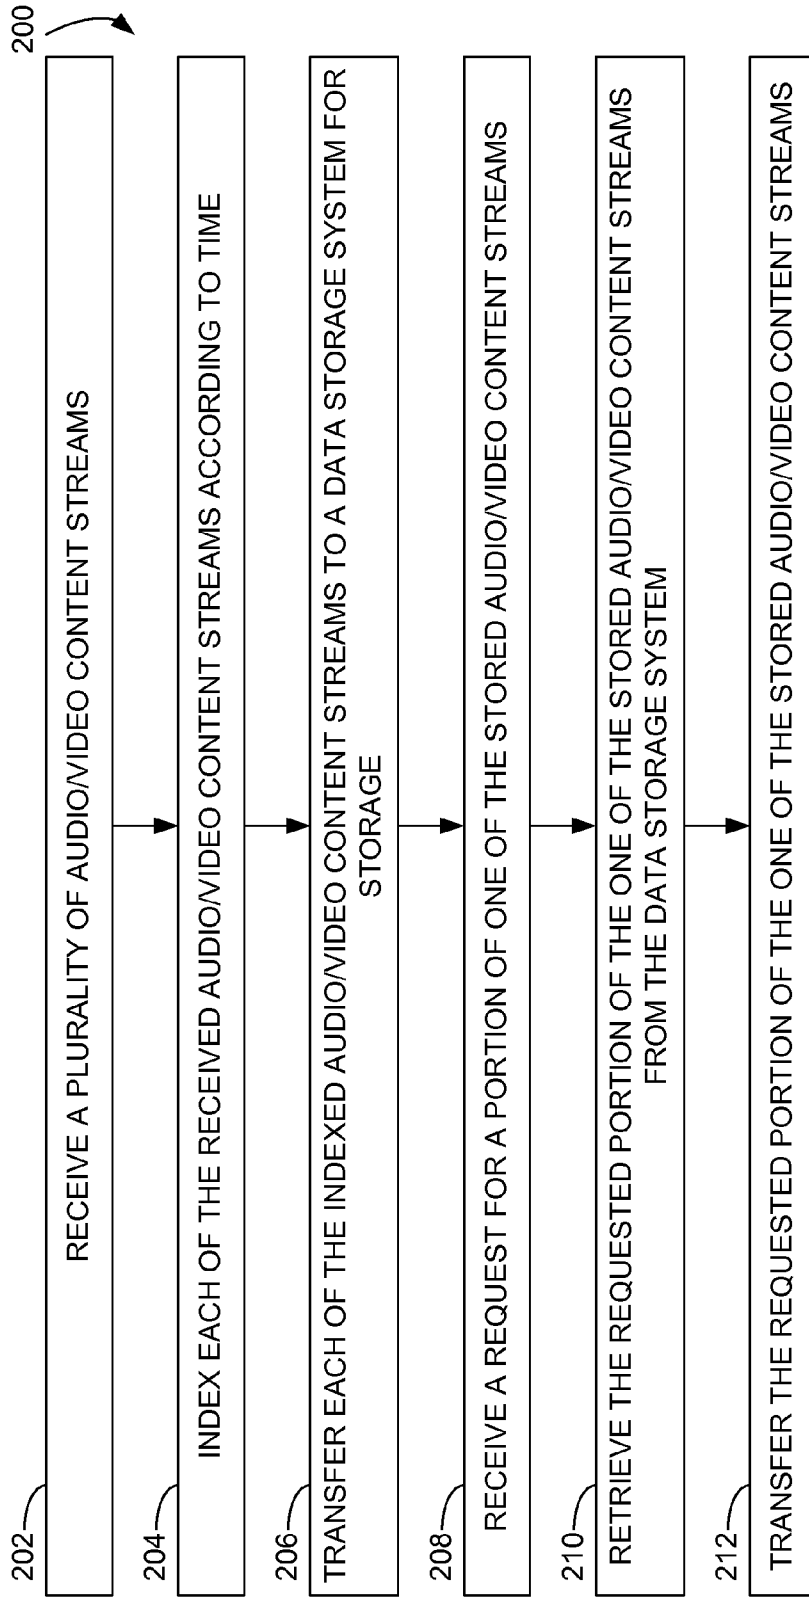 200
202
RECEIVE A PLURALITY OF AUDIO/VIDEO CONTENT STREAMS
204
INDEX EACH OF THE RECEIVED AUDIO/VIDEO CONTENT STREAMS ACCORDING TO TIME
206
TRANSFER EACH OF THE INDEXED AUDIO/VIDEO CONTENT STREAMS TO A DATA STORAGE SYSTEM FOR
STORAGE
208
RECEIVE A REQUEST FOR A PORTION OF ONE OF THE STORED AUDIO/VIDEO CONTENT STREAMS
210
RETRIEVE THE REQUESTED PORTION OF THE ONE OF THE STORED AUDIO/VIDEO CONTENT STREAMS
FROM THE DATA STORAGE SYSTEM
212
TRANSFER THE REQUESTED PORTION OF THE ONE OF THE STORED AUDIO/VIDEO CONTENT STREAMS